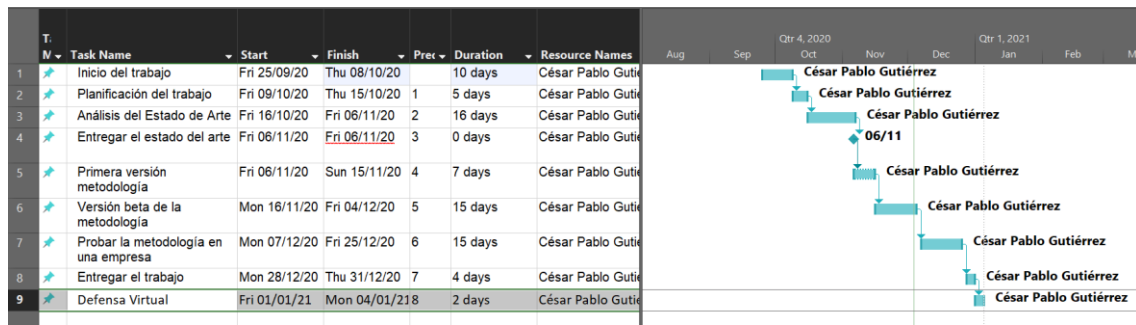 Qtr 4, 2020 Qtr 1, 2021
Task Name Start Finish Duration Resource Names Aug Sep Oct Nov Dec Jan Feb
1 Inicio del trabajo Fri 25/09/20 Thu 08/10/20 10 days César Pablo Gutié César Pablo Gutiérrez
2 Planificación del trabajo Fri 09/10/20 Thu 15/10/20 1 5 days César Pablo Gutié César Pablo Gutiérrez
3 Análisis del Estado de Arte Fri 16/10/20 Fri 06/11/20 2 16 days César Pablo Gutié César Pablo Gutiérrez
4 Entregar el estado del arte Fri 06/11/20 Fri 06/11/20 3 0 days César Pablo Gutié 06/11
5 Primera versión Fri 06/11/20 Sun 15/11/20 4 7 days César Pablo Gutié César Pablo Gutiérrez
metodología
6 Versión beta de la Mon 16/11/20 Fri 04/12/20 5 15 days César Pablo Gutié César Pablo Gutiérrez
metodología
7 Probar la metodología en Mon 07/12/20 Fri 25/12/20 6 15 days César Pablo Gutié César Pablo Gutiérrez
una empresa
8 Entregar el trabajo Mon 28/12/20 Thu 31/12/20 7 4 days César Pablo Gutié César Pablo Gutiérrez
9 Defensa Virtual Fri 01/01/21 Mon 04/01/21 8 2 days César Pablo Gutié César Pablo Gutiérrez